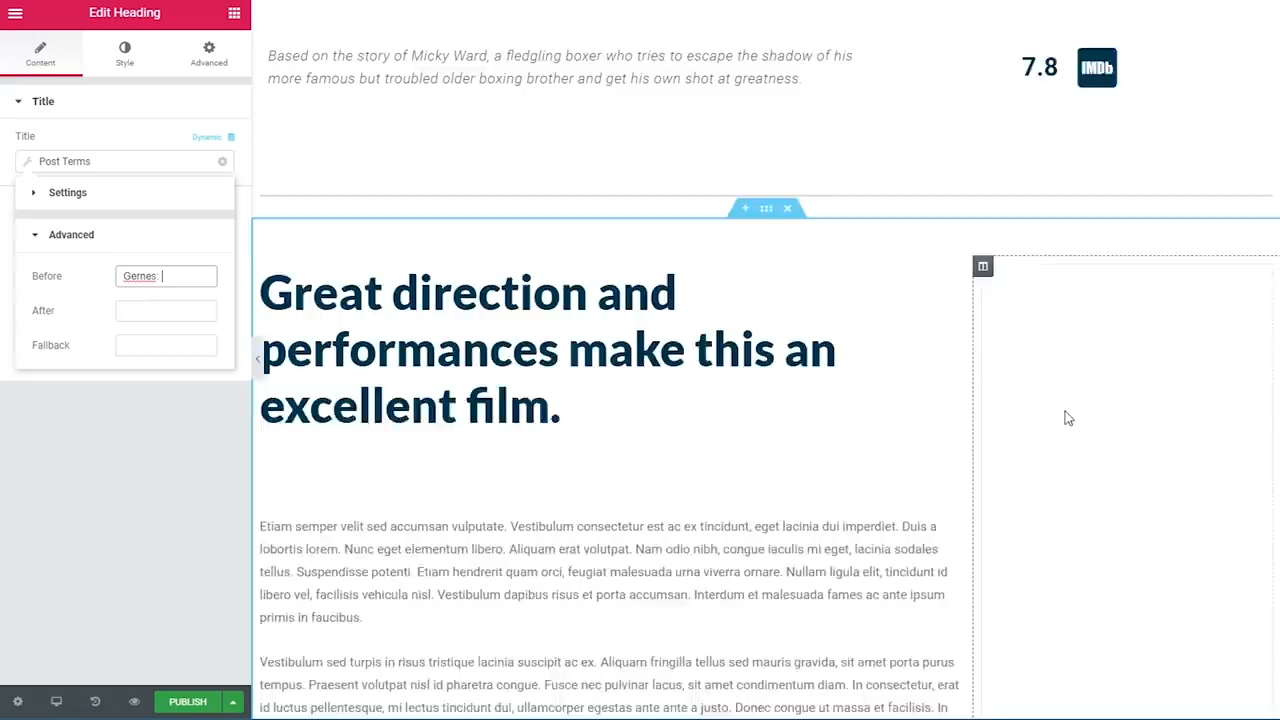 Edit Heading
Content
Style
Advanced
Title
Title
Dynamic
Post Terms
Settings
Advanced
Before
Gernes:
After
Fallback
PUBLISH
Based on the story of Micky Ward, a fledgling boxer who tries to escape the shadow of his
more famous but troubled older boxing brother and get his own shot at greatness.
7.8
IMDb
Great direction and
performances make this an
excellent film.
Etiam semper velit sed accumsan vulputate. Vestibulum consectetur est ac ex tincidunt, eget lacinia dui imperdiet. Duis a
lobortis lorem. Nunc eget elementum libero. Aliquam erat volutpat. Nam odio nibh, congue iaculis mi eget, lacinia sodales
tellus. Suspendisse potenti. Etiam hendrerit quam orci, feugiat malesuada urna viverra ornare. Nullam ligula elit, tincidunt id
libero vel, facilisis vehicula nisl. Vestibulum dapibus risus et porta accumsan. Interdum et malesuada fames ac ante ipsum
primis in faucibus.
Vestibulum sed turpis in risus tristique lacinia suscipit ac ex. Aliquam fringilla tellus sed mauris gravida, sit amet porta purus
tempus. Praesent volutpat nisl id pharetra congue. Fusce nec pulvinar lacus, sit amet condimentum diam. In consectetur, erat
id luctus pellentesque, mi lectus tincidunt dui, ullamcorper egestas ante ante a justo. Donec congue ut massa et facilisis. In